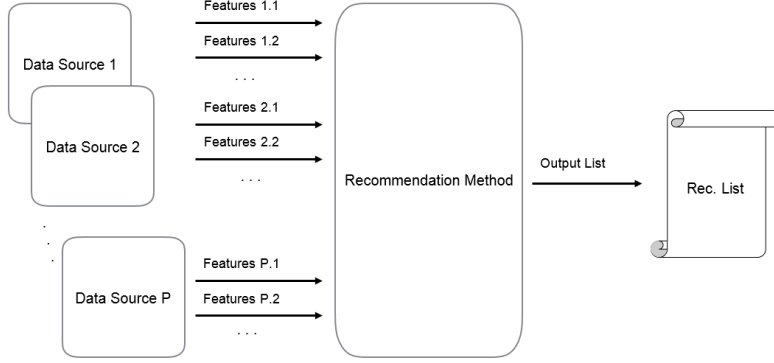 Features 1.1
Data Source 1
Features 1.2
. . .
Data Source 2
Features 2.1
Features 2.2
. . .
Recommendation Method
Output List
Rec. List
. . .
Data Source P
Features P.1
Features P.2
. . .